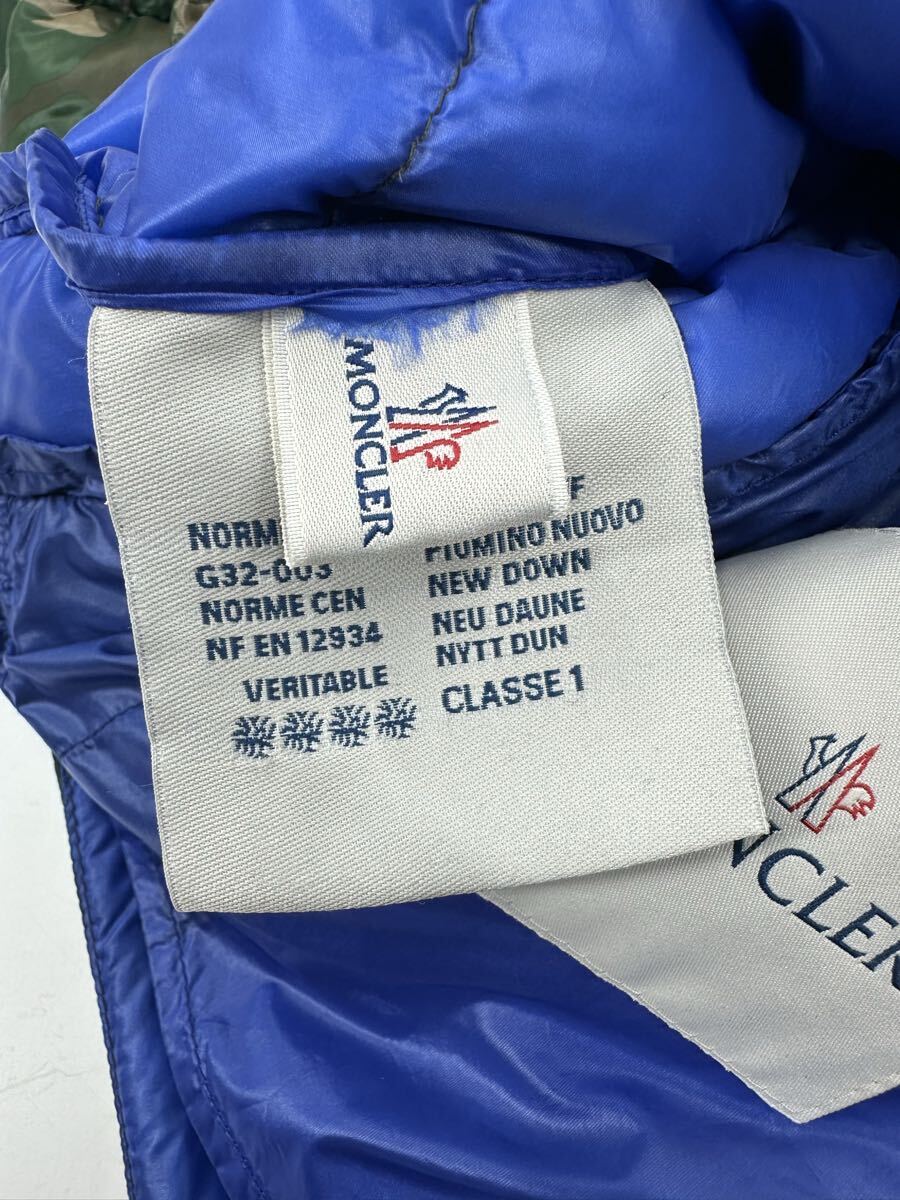 MONCLER
NORME
G32-003
NORME CEN
NF EN 12934
VERITABLE
F
PIUMINO NUOVO
NEW DOWN
NEU DAUNE
NYTT DUN
CLASSE 1
NCLER